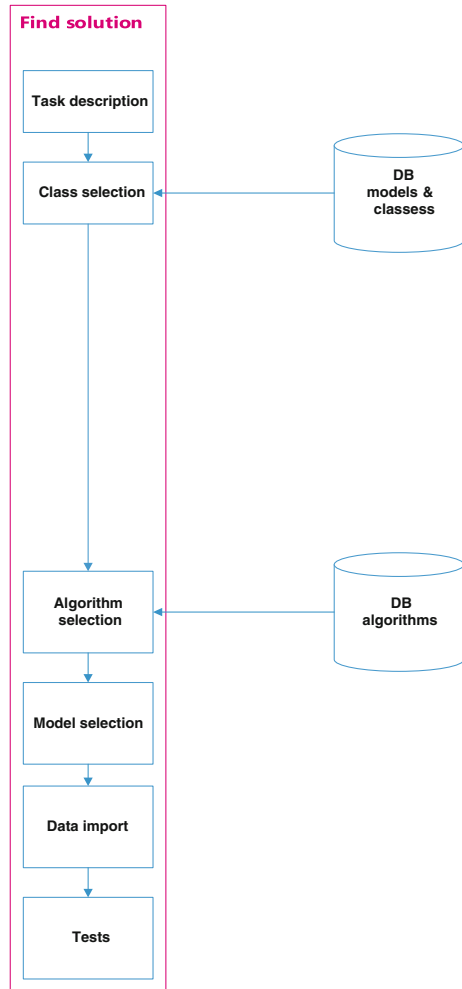 Find solution
Task description
Class selection
DB
models &
classess
Algorithm
selection
DB
algorithms
Model selection
Data import
Tests